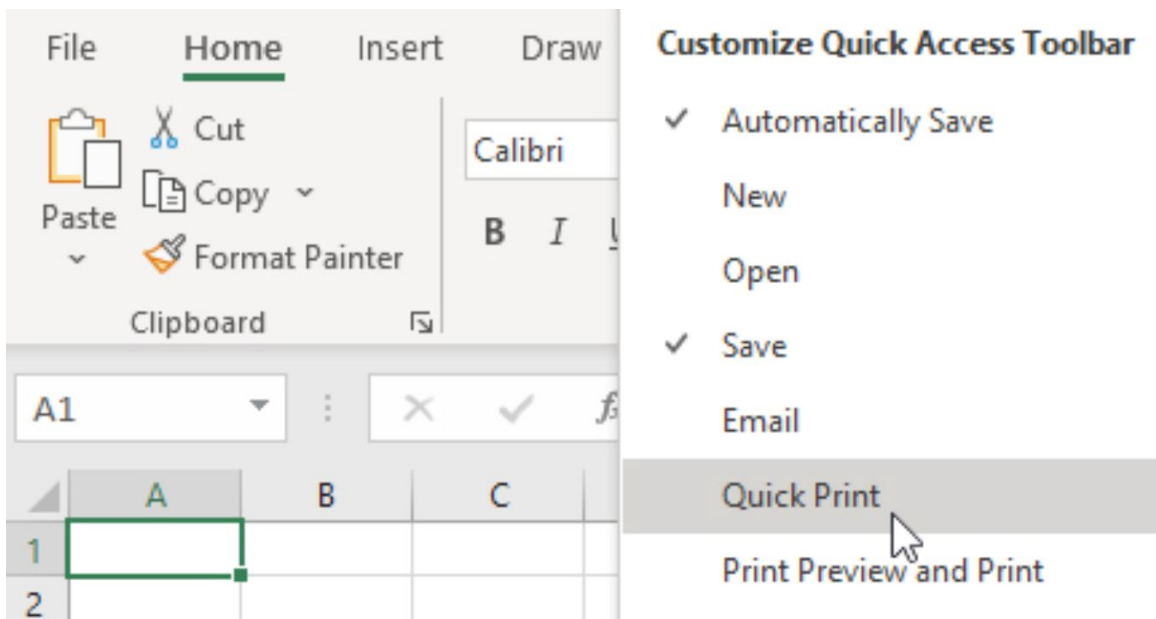 File Home Insert Draw
Cut
Copy
Paste
Format Painter
Clipboard
Calibri
B I U
A1
fx
A B C
1
2
Customize Quick Access Toolbar
Automatically Save
New
Open
Save
Email
Quick Print
Print Preview and Print